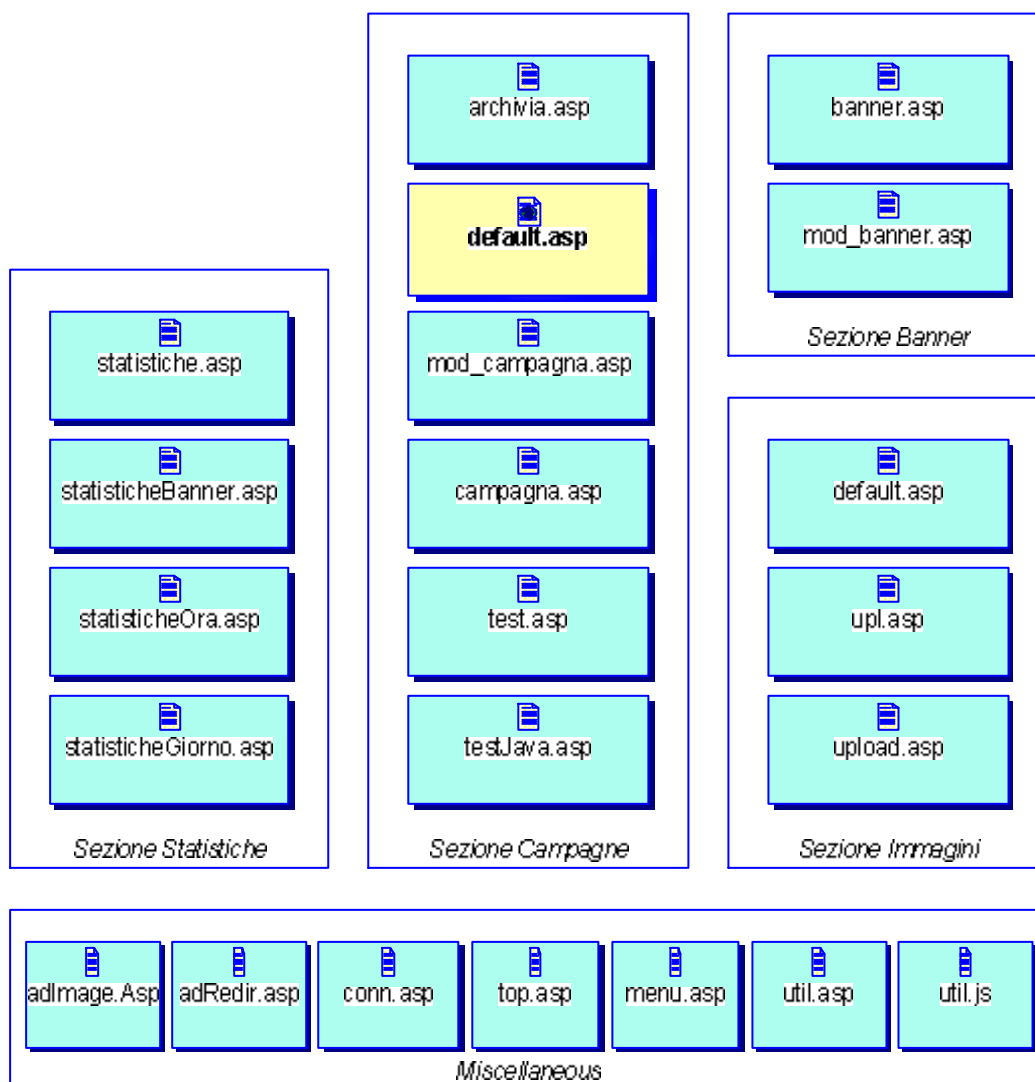 archivia.asp
default.asp
mod_campagna.asp
campagna.asp
test.asp
testJava.asp
Sezione Campagne
banner.asp
mod_banner.asp
Sezione Banner
statistiche.asp
statisticheBanner.asp
statisticheOra.asp
statisticheGiorno.asp
Sezione Statistiche
default.asp
upl.asp
upload.asp
Sezione Immagini
adImage.Asp
adRedir.asp
conn.asp
top.asp
menu.asp
util.asp
util.js
Miscellaneous